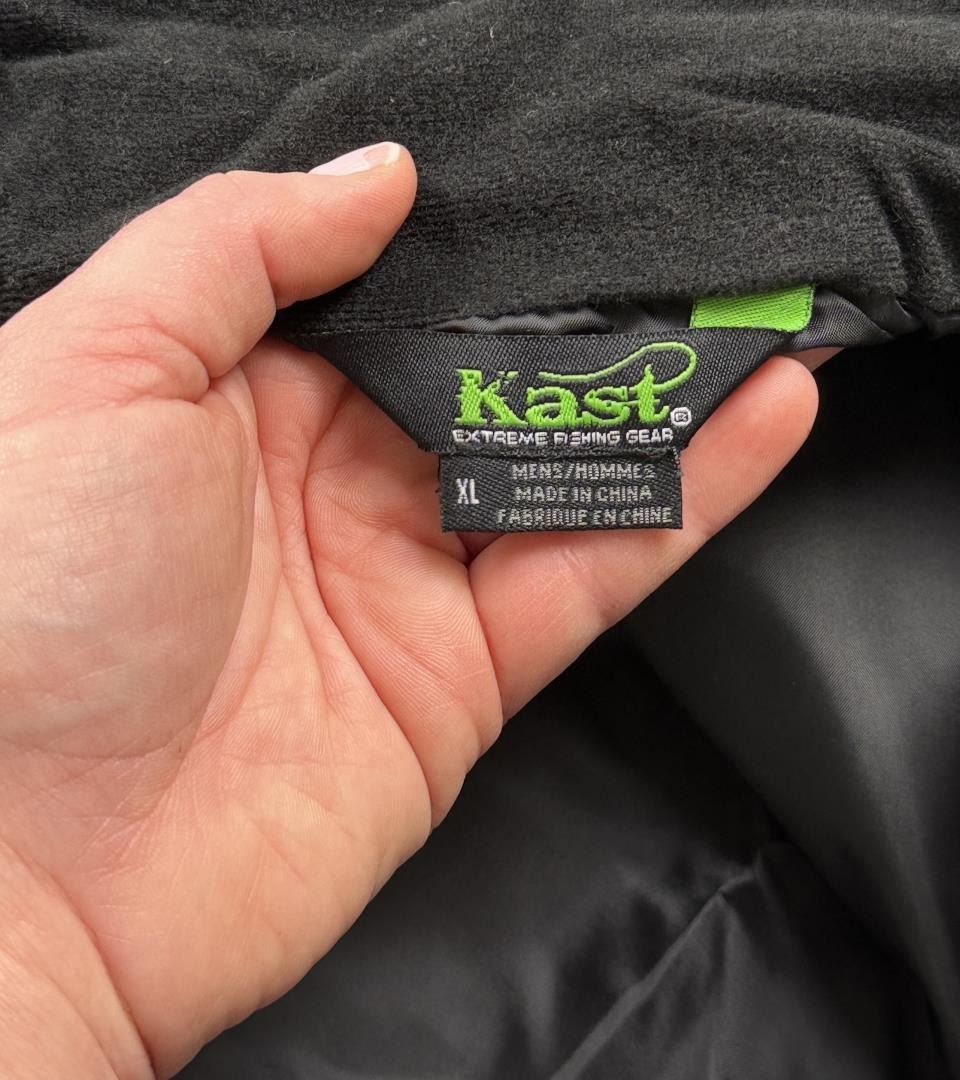 Kast®
EXTREME FISHING GEAR
XL
MENS/HOMMES
MADE IN CHINA
FABRIQUE EN CHINE